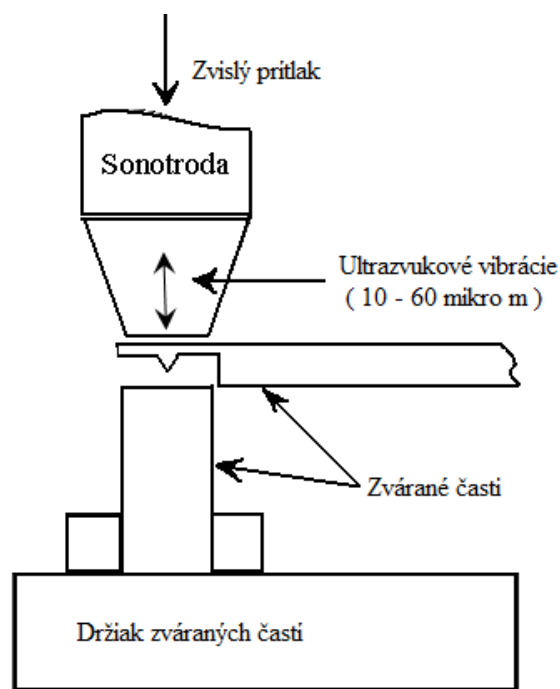 Zvislý prítlak
Sonotroda
Ultrazvukové vibrácie
( 10 - 60 mikro m )
Zvárané časti
Držiak zváraných častí